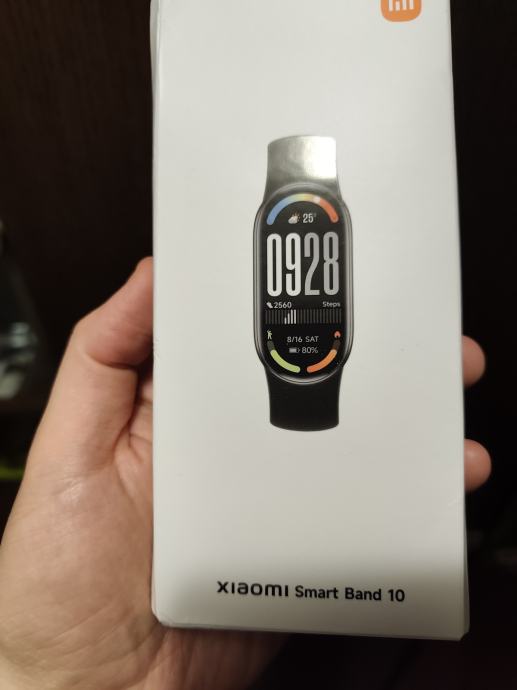 25°
0928
2560 Steps
8/16 SAT
80%
xiaomi Smart Band 10